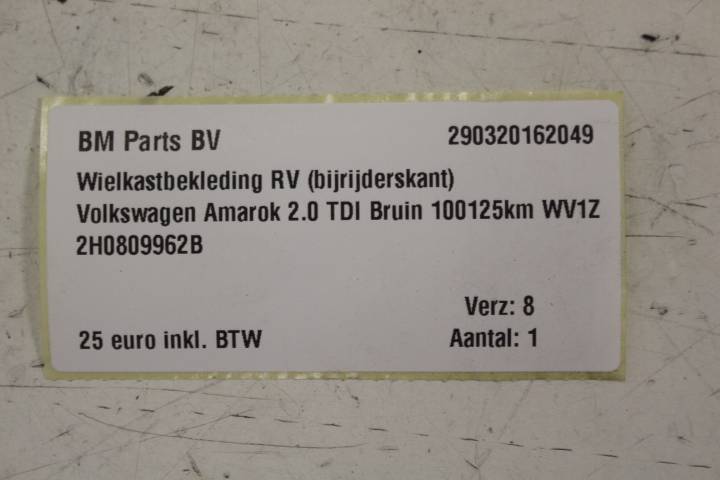 BM Parts BV 290320162049
Wielkastbekleding RV (bijrijderskant)
Volkswagen Amarok 2.0 TDI Bruin 100125km WV1Z
2H0809962B
Verz: 8
25 euro inkl. BTW Aantal: 1